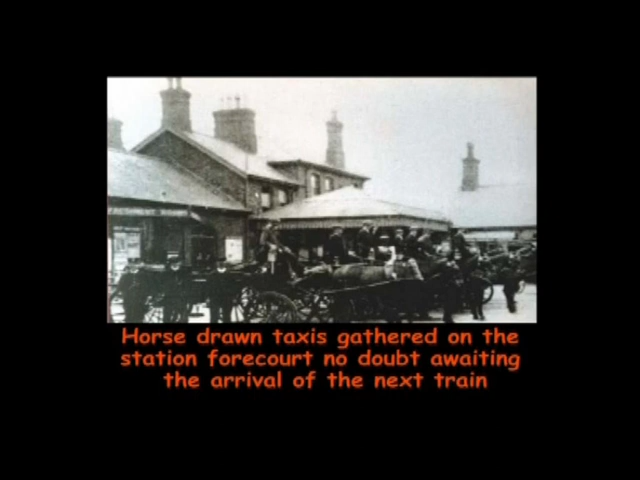 Horse drawn taxis gathered on the
station forecourt no doubt awaiting
the arrival of the next train